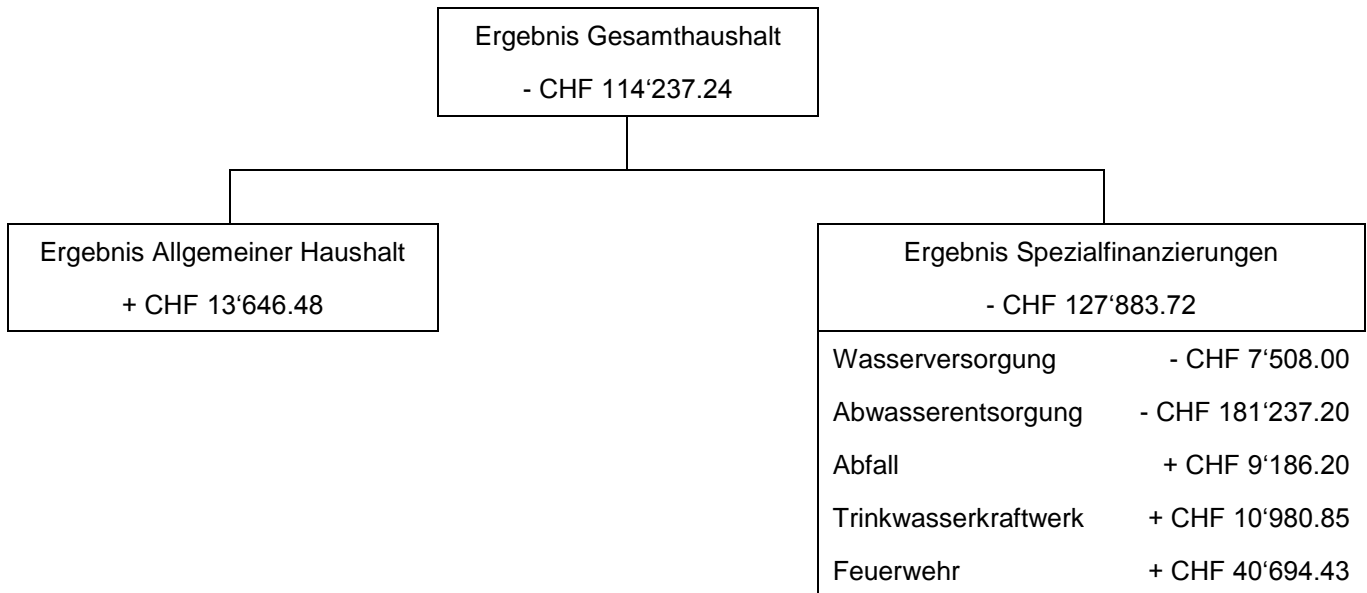 Ergebnis Gesamthaushalt
- CHF 114‘237.24
Ergebnis Allgemeiner Haushalt
+ CHF 13‘646.48
Ergebnis Spezialfinanzierungen
- CHF 127‘883.72
Wasserversorgung - CHF 7‘508.00
Abwasserentsorgung - CHF 181‘237.20
Abfall + CHF 9‘186.20
Trinkwasserkraftwerk + CHF 10‘980.85
Feuerwehr + CHF 40‘694.43